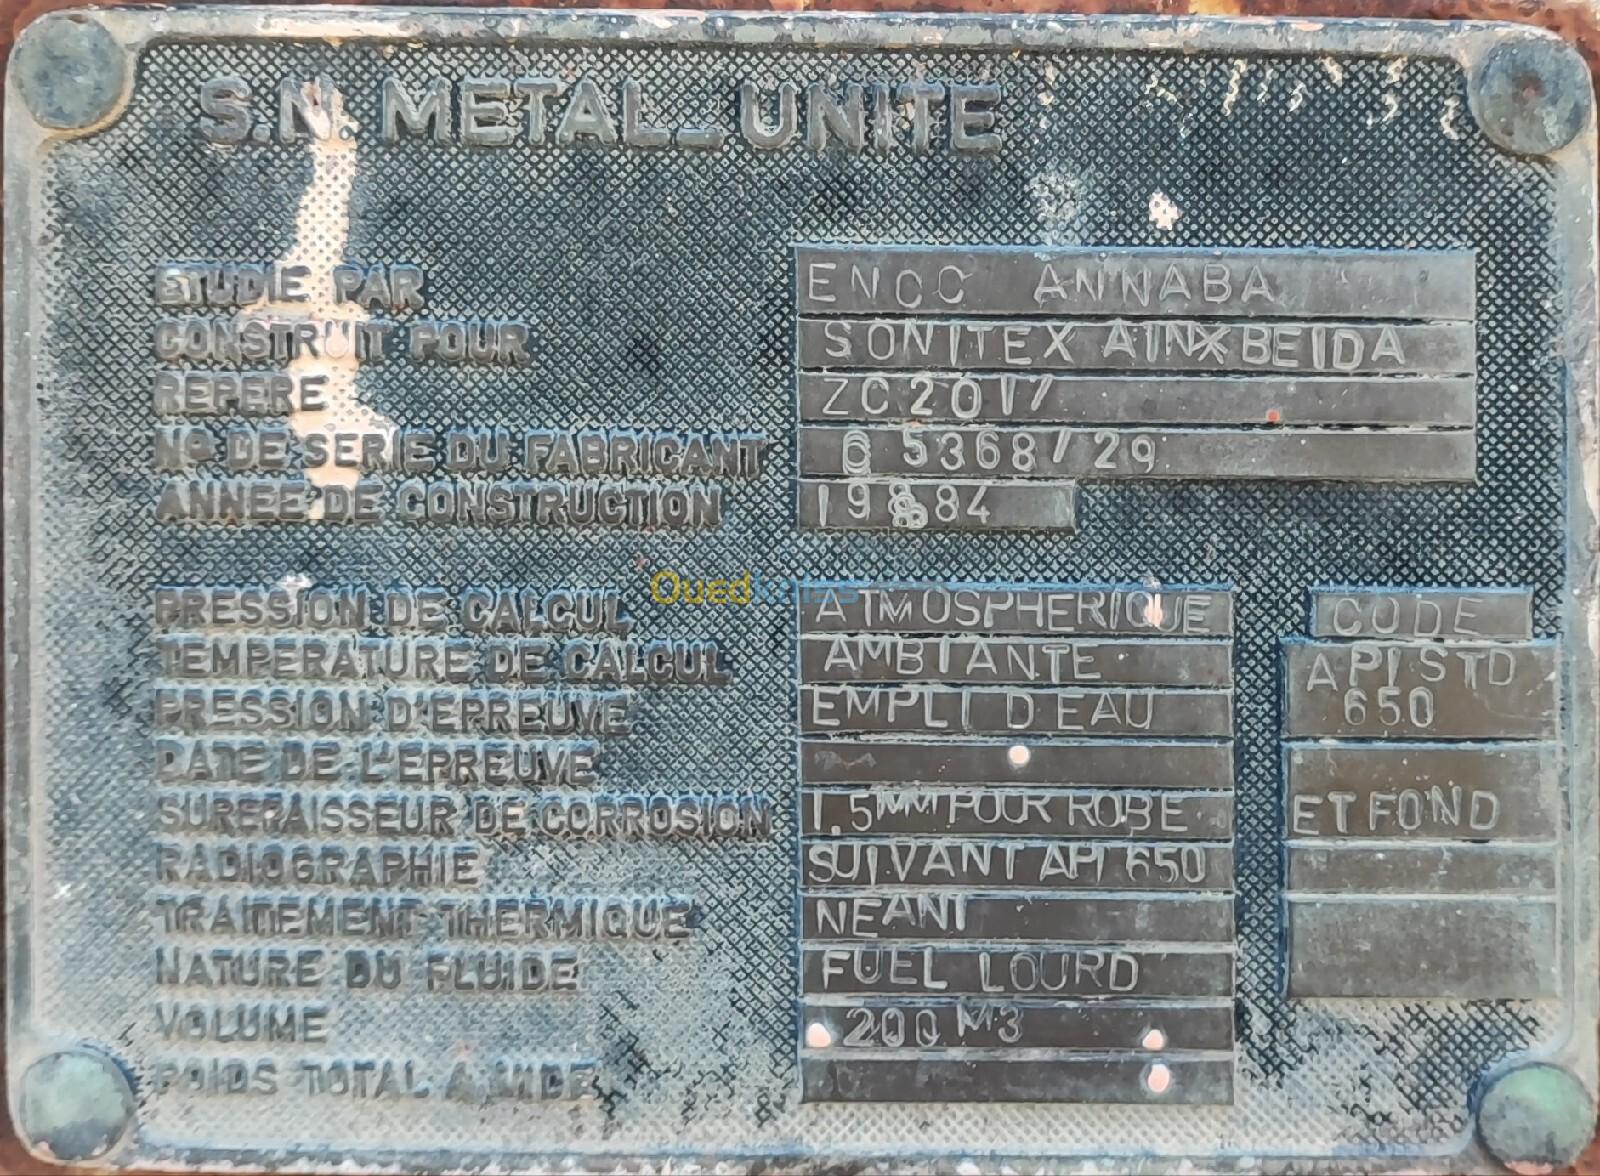 S.N. METAL_UNITE
ETUDIE PAR ENCC ANNABA
CONSTRUIT POUR SONITEX AIN BEIDA
REPERE ZC2017
Nº DE SERIE DU FABRICANT 5368/29
ANNEE DE CONSTRUCTION 1984
Ouedkniss
PRESSION DE CALCUL ATMOSPHERIQUE CODE
TEMPERATURE DE CALCUL AMBIANTE API STD
PRESSION D'EPREUVE EMPLI D EAU 650
DATE DE L'EPREUVE
SUREPAISSEUR DE CORROSION 1.5MM POUR ROBE ET FOND
RADIOGRAPHIE SUIVANT API 650
TRAITEMENT THERMIQUE NEANT
NATURE DU FLUIDE FUEL LOURD
VOLUME 200 M3
POIDS TOTAL A VIDE